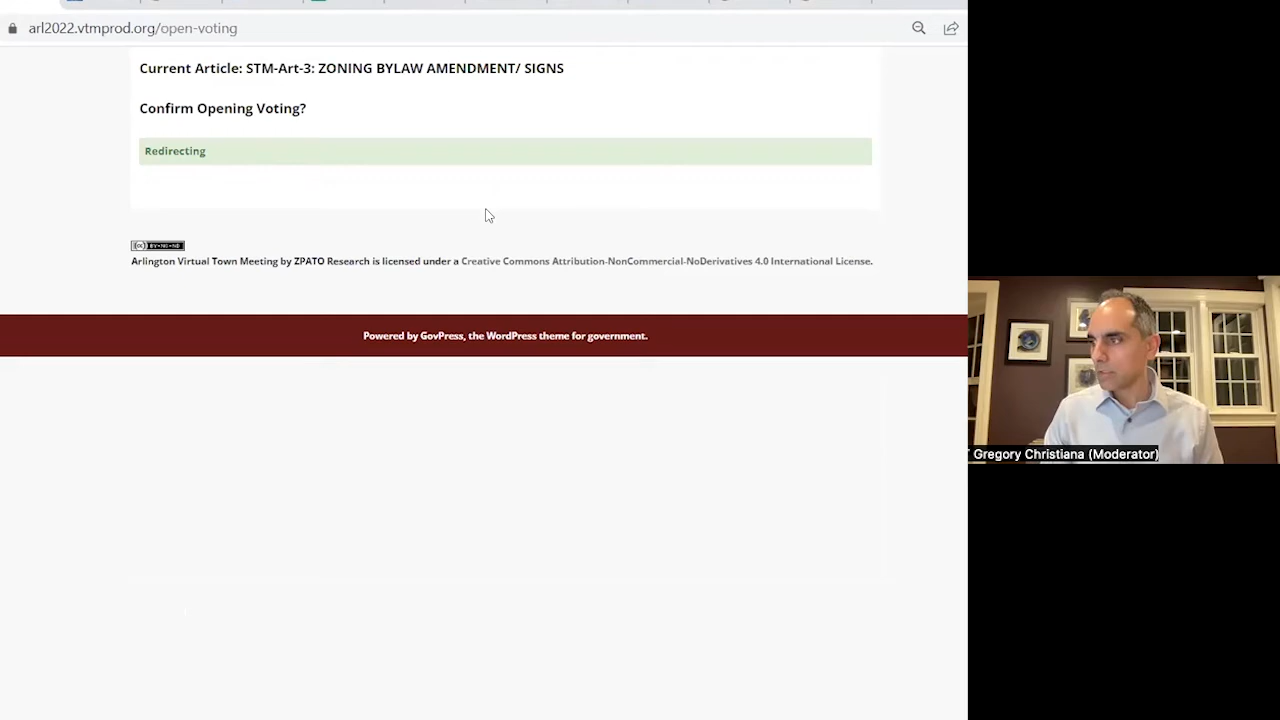 arl2022.vtmprod.org/open-voting
Current Article: STM-Art-3: ZONING BYLAW AMENDMENT/ SIGNS
Confirm Opening Voting?
Redirecting
Arlington Virtual Town Meeting by ZPATO Research is licensed under a Creative Commons Attribution-NonCommercial-NoDerivatives 4.0 International License.
Powered by GovPress, the WordPress theme for government.
Gregory Christiana (Moderator)